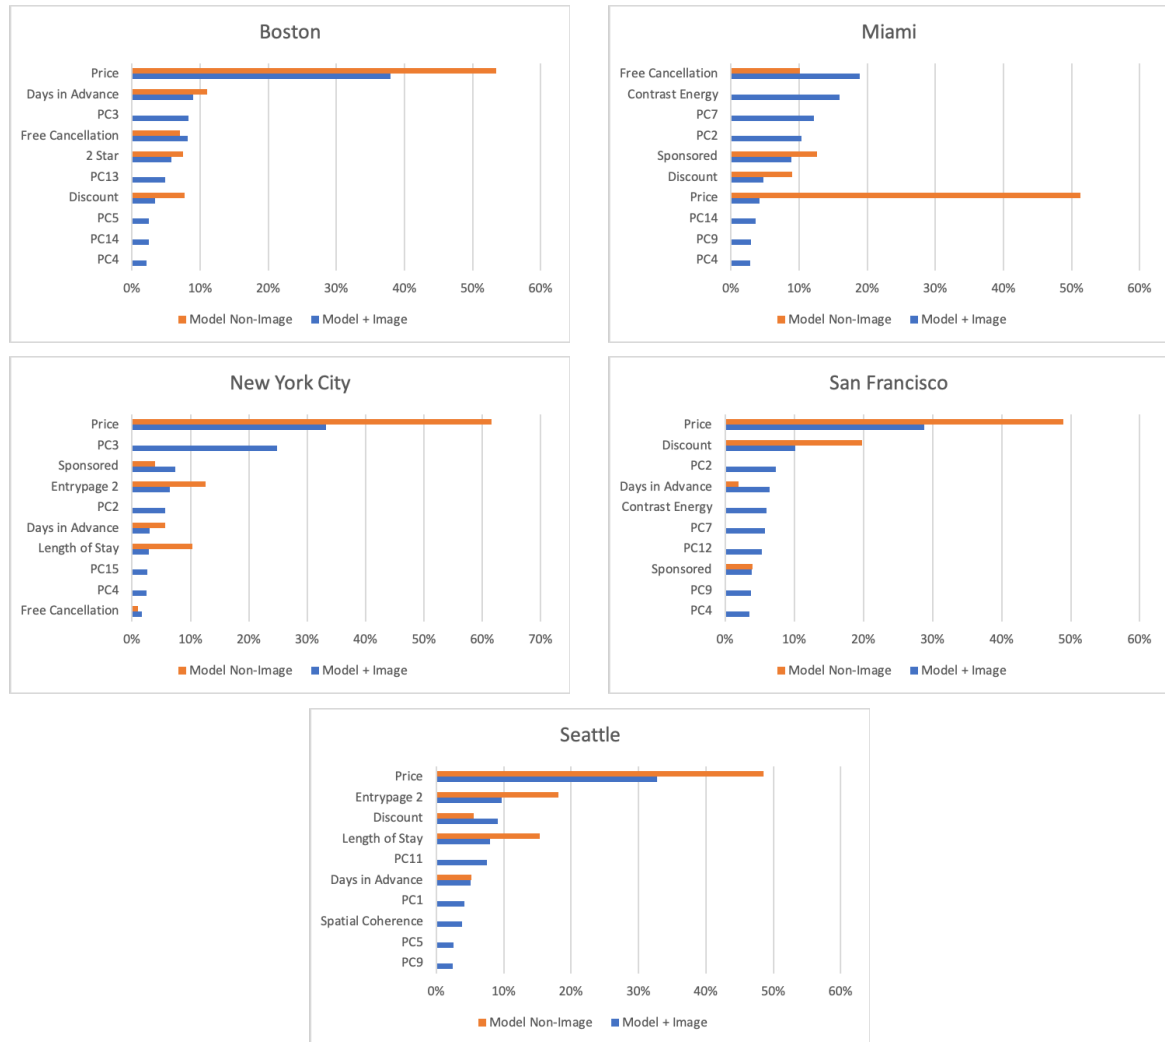 Boston
Price
Days in Advance
PC3
Free Cancellation
2 Star
PC13
Discount
PC5
PC14
PC4
0% 10% 20% 30% 40% 50% 60%
Model Non-Image Model + Image
Miami
Free Cancellation
Contrast Energy
PC7
PC2
Sponsored
Discount
Price
PC14
PC9
PC4
0% 10% 20% 30% 40% 50% 60%
Model Non-Image Model + Image
New York City
Price
PC3
Sponsored
Entrypage 2
PC2
Days in Advance
Length of Stay
PC15
PC4
Free Cancellation
0% 10% 20% 30% 40% 50% 60% 70%
Model Non-Image Model + Image
San Francisco
Price
Discount
PC2
Days in Advance
Contrast Energy
PC7
PC12
Sponsored
PC9
PC4
0% 10% 20% 30% 40% 50% 60%
Model Non-Image Model + Image
Seattle
Price
Entrypage 2
Discount
Length of Stay
PC11
Days in Advance
PC1
Spatial Coherence
PC5
PC9
0% 10% 20% 30% 40% 50% 60%
Model Non-Image Model + Image